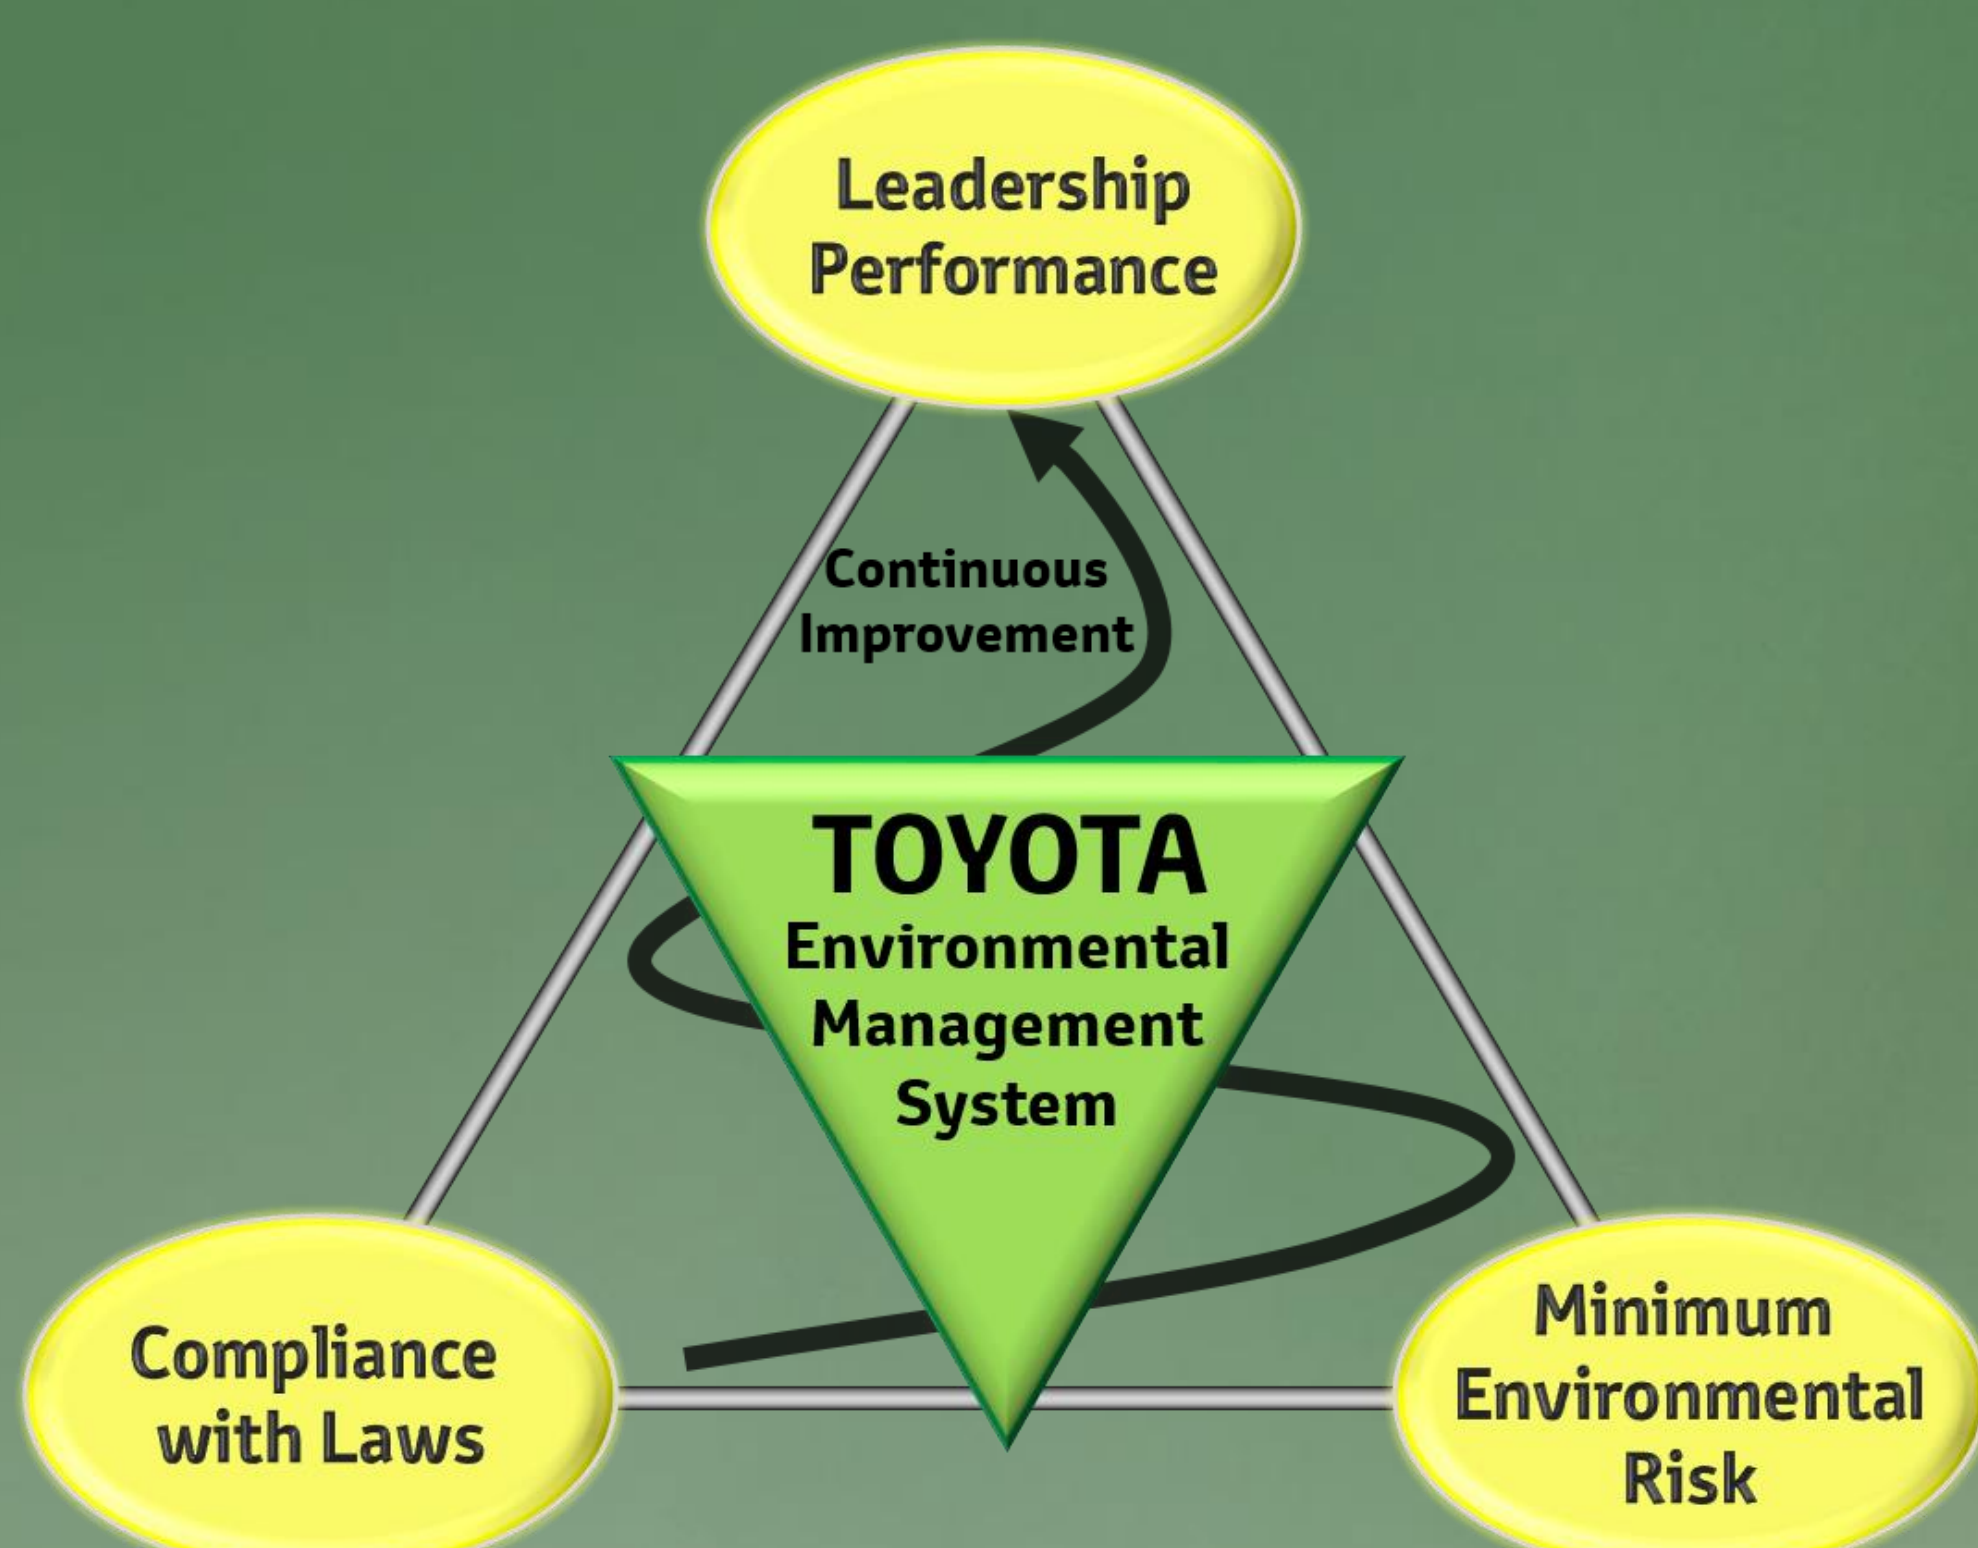 Leadership
Performance
Continuous
Improvement
TOYOTA
Environmental
Management
System
Compliance
with Laws
Minimum
Environmental
Risk